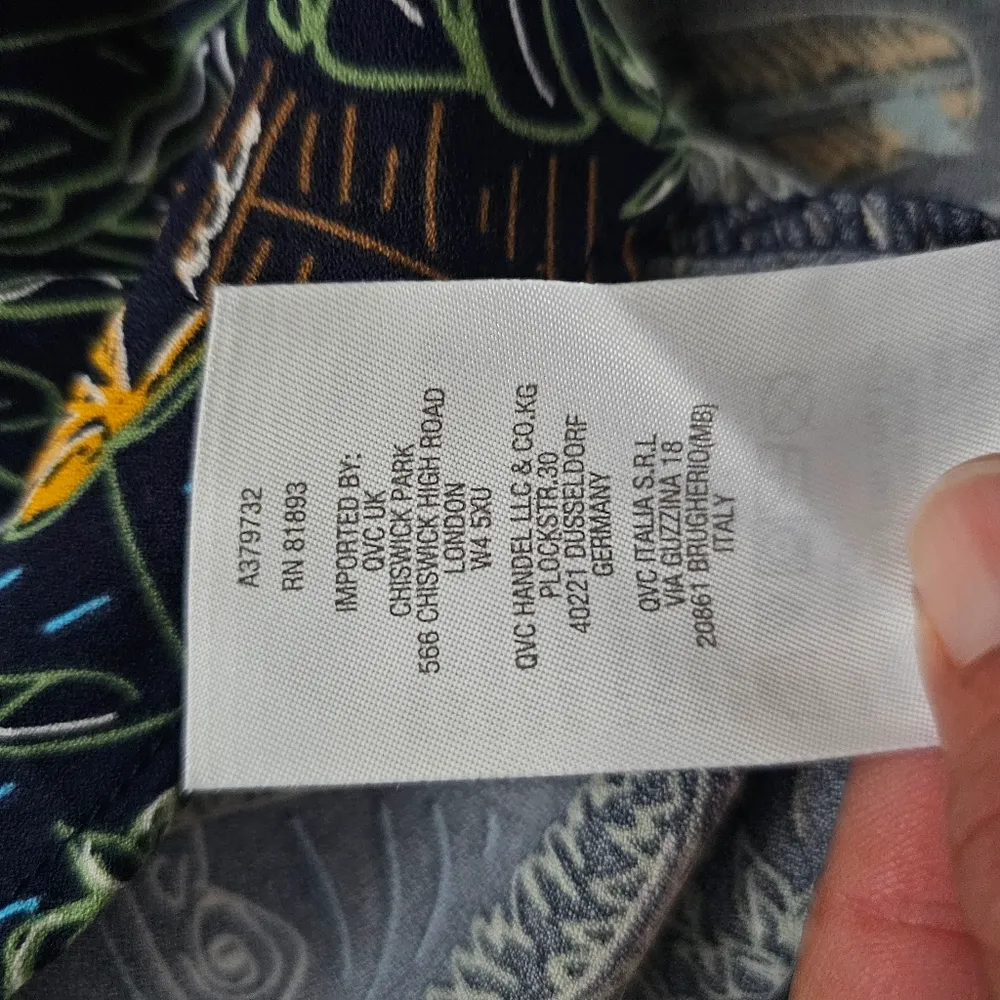 A379732
RN 81893
IMPORTED BY:
QVC UK
CHISWICK PARK
566 CHISWICK HIGH ROAD
LONDON
W4 5XU
QVC HANDEL LLC & CO.KG
PLOCKSTR.30
40221 DUSSELDORF
GERMANY
QVC ITALIA S.R.L
VIA GUZZINA 18
20861 BRUGHERIO(MB)
ITALY